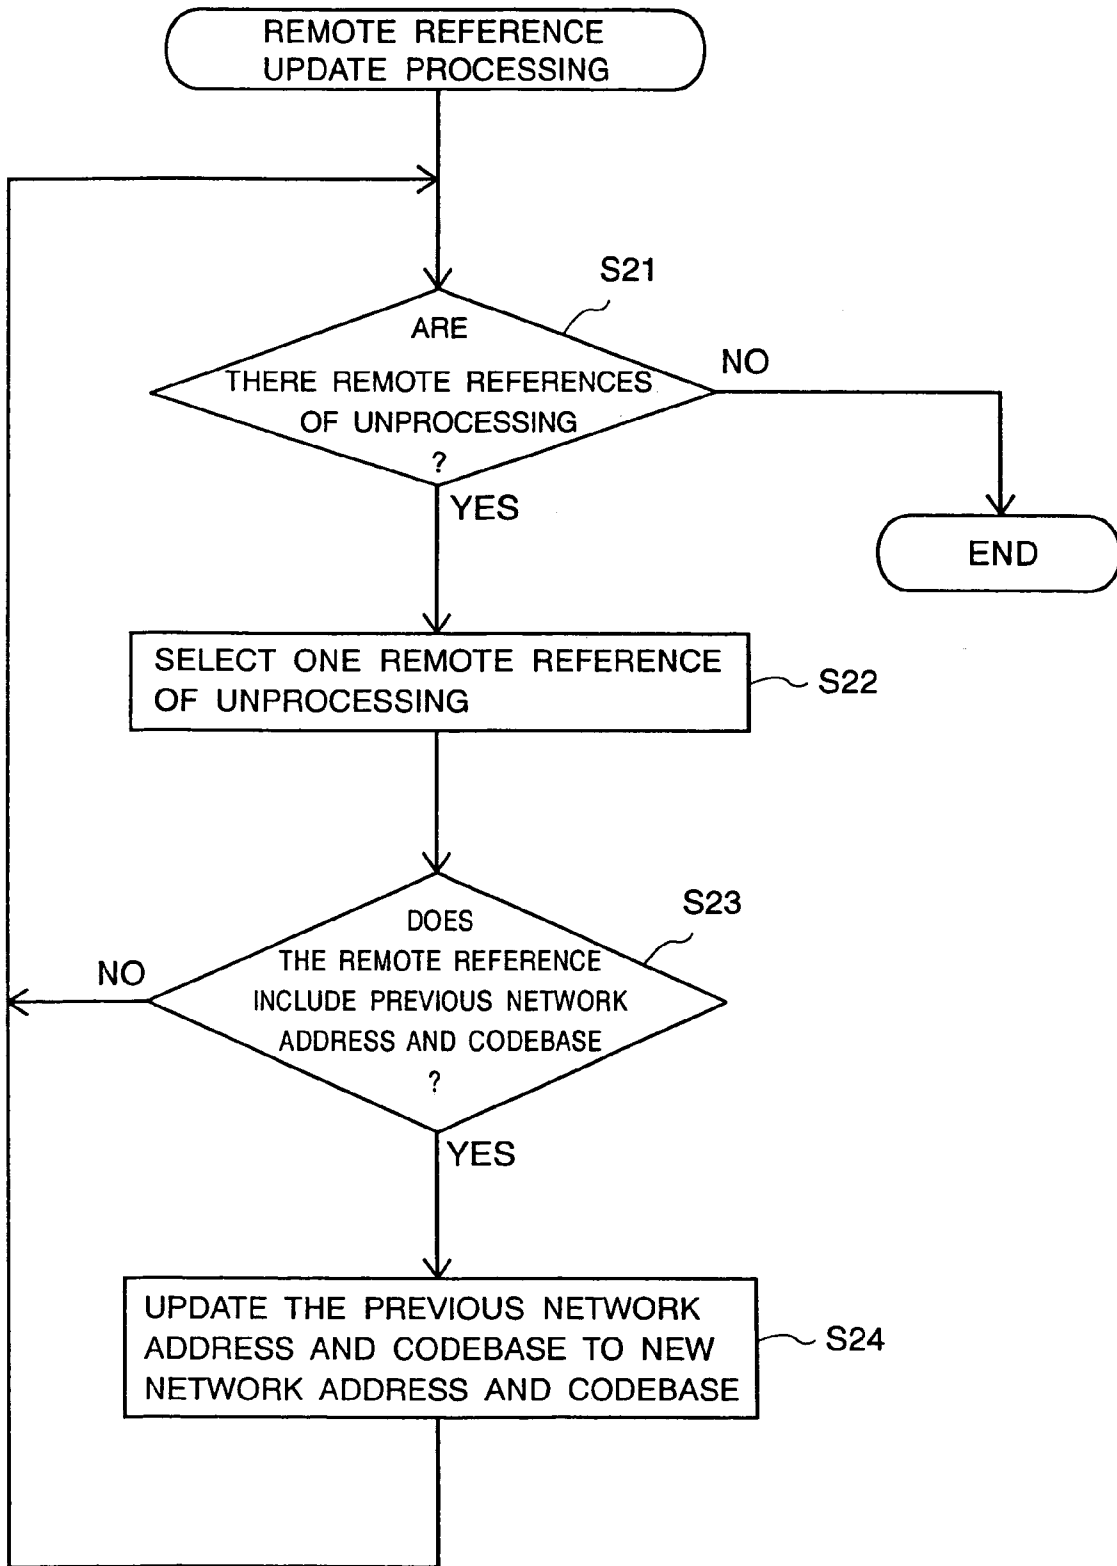 REMOTE REFERENCE
UPDATE PROCESSING
S21
ARE
THERE REMOTE REFERENCES
OF UNPROCESSING
?
NO
YES
END
SELECT ONE REMOTE REFERENCE
OF UNPROCESSING
S22
DOES
THE REMOTE REFERENCE
INCLUDE PREVIOUS NETWORK
ADDRESS AND CODEBASE
?
S23
NO
YES
UPDATE THE PREVIOUS NETWORK
ADDRESS AND CODEBASE TO NEW
NETWORK ADDRESS AND CODEBASE
S24